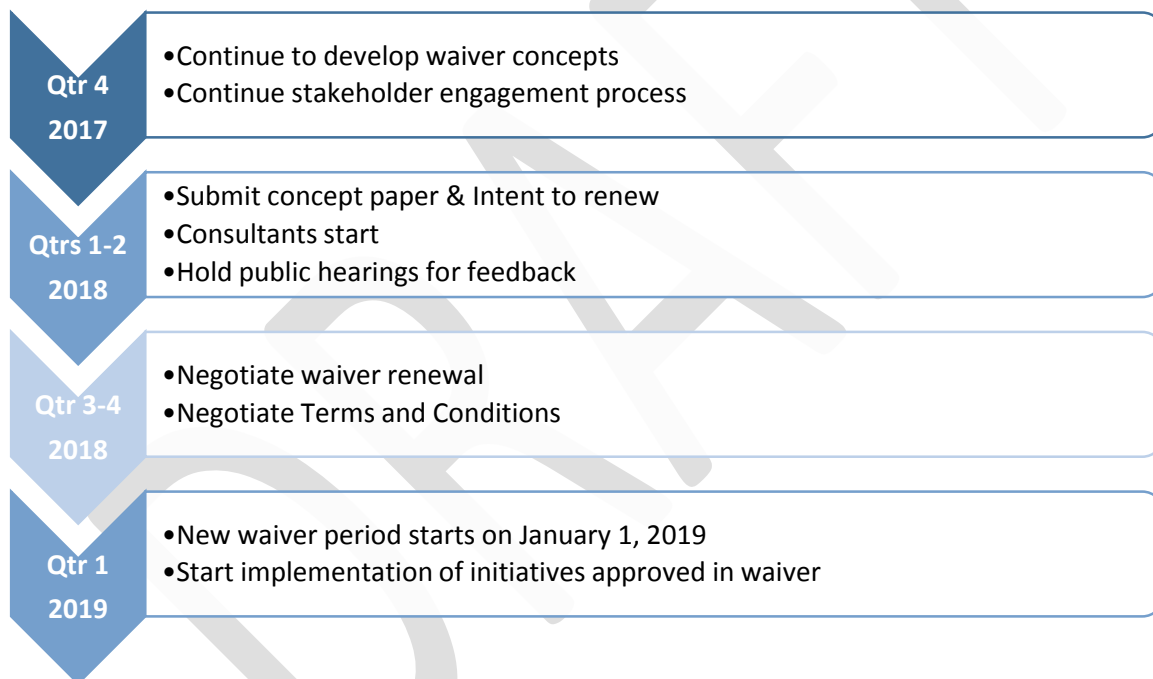 Qtr 4
2017
•Continue to develop waiver concepts
•Continue stakeholder engagement process
Qtrs 1-2
2018
•Submit concept paper & Intent to renew
•Consultants start
•Hold public hearings for feedback
Qtr 3-4
2018
•Negotiate waiver renewal
•Negotiate Terms and Conditions
Qtr 1
2019
•New waiver period starts on January 1, 2019
•Start implementation of initiatives approved in waiver
DRAFT